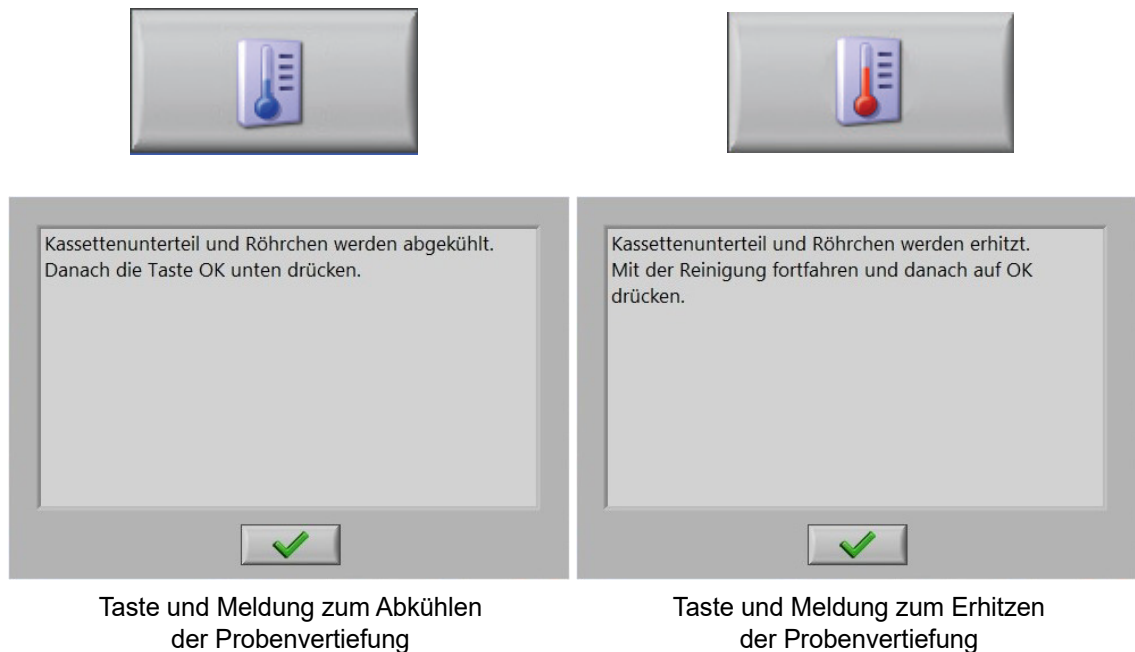 Kassettenunterteil und Röhrchen werden abgekühlt.
Danach die Taste OK unten drücken.
Kassettenunterteil und Röhrchen werden erhitzt.
Mit der Reinigung fortfahren und danach auf OK
drücken.
Taste und Meldung zum Abkühlen
der Probenvertiefung
Taste und Meldung zum Erhitzen
der Probenvertiefung